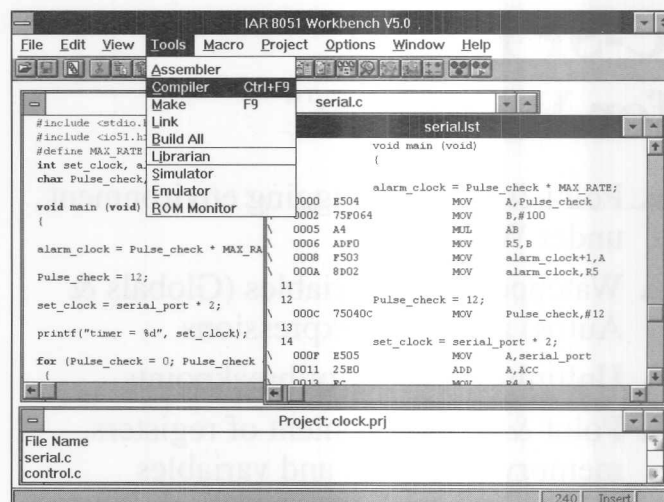 IAR 8051 Workbench V5.0
File Edit View Tools Macro Project Options Window Help
Assembler
Compiler Ctrl+F9
Make F9
Link
Build All
Librarian
Simulator
Emulator
ROM Monitor
serial.c
#include <stdio.
#include <io51.h
#define MAX_RATE
int set_clock, a
char Pulse_check,
void main (void)
{
alarm_clock = Pulse_check * MAX_RA
Pulse_check = 12;
set_clock = serial_port * 2;
printf("timer = %d", set_clock);
for (Pulse_check = 0; Pulse_check
{
serial.lst
void main (void)
{
alarm_clock = Pulse_check * MAX_RATE;
\ 0000 E504 MOV A,Pulse_check
\ 0002 75F064 MOV B,#100
\ 0005 A4 MUL AB
\ 0006 ADF0 MOV R5,B
\ 0008 F503 MOV alarm_clock+1,A
\ 000A 8D02 MOV alarm_clock,R5
11
12 Pulse_check = 12;
\ 000C 75040C MOV Pulse_check,#12
13
14 set_clock = serial_port * 2;
\ 000F E505 MOV A,serial_port
\ 0011 25E0 ADD A,ACC
\ 0013 FC MOV R4,A
Project: clock.prj
File Name
serial.c
control.c
240 Insert